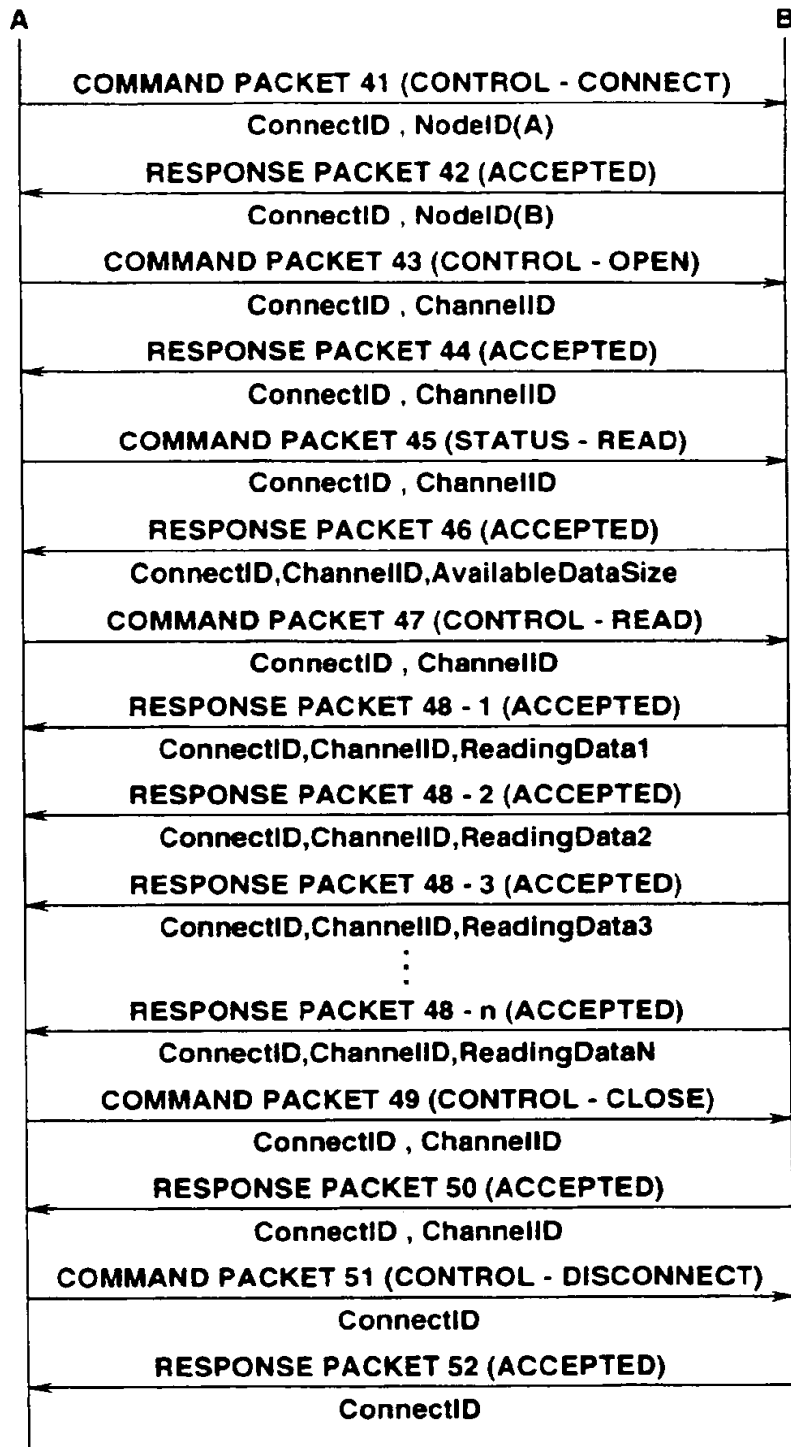 A B
COMMAND PACKET 41 (CONTROL - CONNECT)
ConnectID , NodeID(A)
RESPONSE PACKET 42 (ACCEPTED)
ConnectID , NodeID(B)
COMMAND PACKET 43 (CONTROL - OPEN)
ConnectID , ChannelID
RESPONSE PACKET 44 (ACCEPTED)
ConnectID , ChannelID
COMMAND PACKET 45 (STATUS - READ)
ConnectID , ChannelID
RESPONSE PACKET 46 (ACCEPTED)
ConnectID,ChannelID,AvailableDataSize
COMMAND PACKET 47 (CONTROL - READ)
ConnectID , ChannelID
RESPONSE PACKET 48 - 1 (ACCEPTED)
ConnectID,ChannelID,ReadingData1
RESPONSE PACKET 48 - 2 (ACCEPTED)
ConnectID,ChannelID,ReadingData2
RESPONSE PACKET 48 - 3 (ACCEPTED)
ConnectID,ChannelID,ReadingData3
⋮
RESPONSE PACKET 48 - n (ACCEPTED)
ConnectID,ChannelID,ReadingDataN
COMMAND PACKET 49 (CONTROL - CLOSE)
ConnectID , ChannelID
RESPONSE PACKET 50 (ACCEPTED)
ConnectID , ChannelID
COMMAND PACKET 51 (CONTROL - DISCONNECT)
ConnectID
RESPONSE PACKET 52 (ACCEPTED)
ConnectID